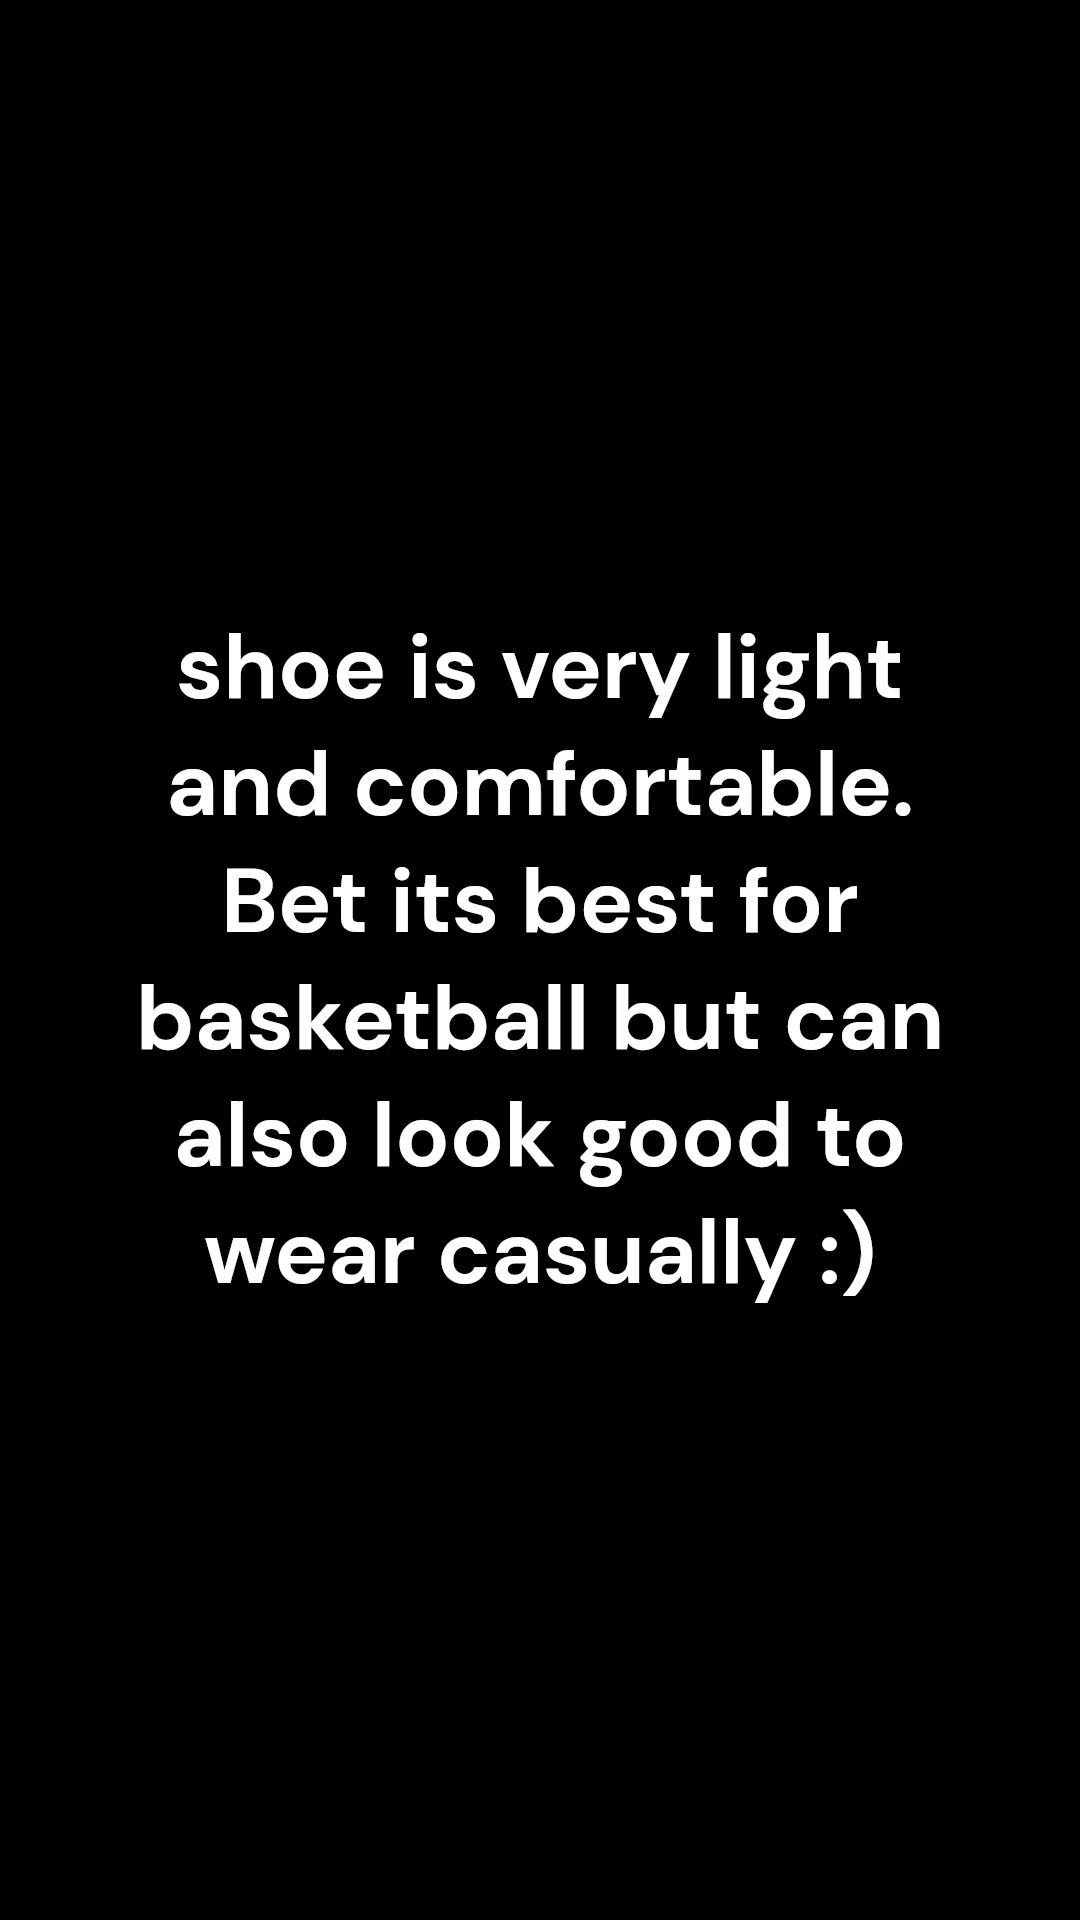 shoe is very light
and comfortable.
Bet its best for
basketball but can
also look good to
wear casually :)